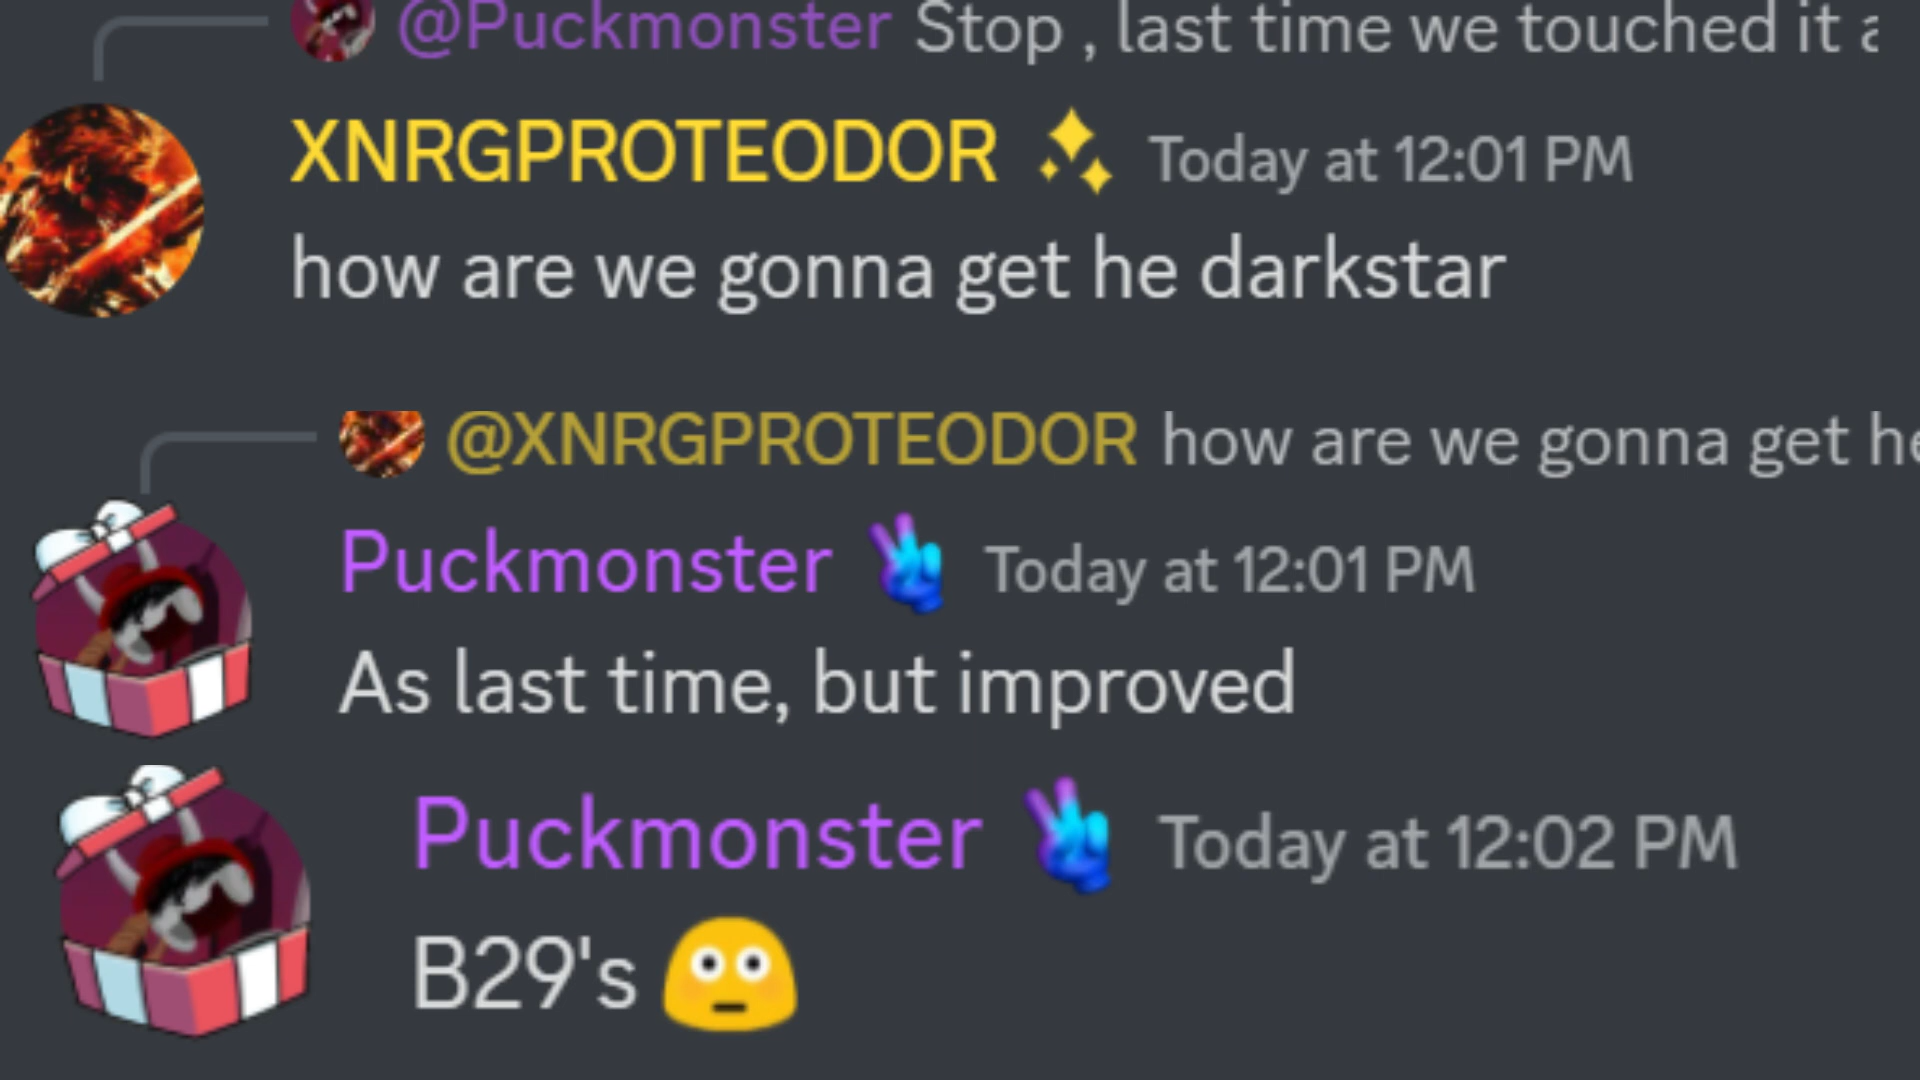 @Puckmonster Stop , last time we touched it
XNRGPROTEODOR Today at 12:01 PM
how are we gonna get he darkstar
@XNRGPROTEODOR how are we gonna get he
Puckmonster Today at 12:01 PM
As last time, but improved
Puckmonster Today at 12:02 PM
B29's